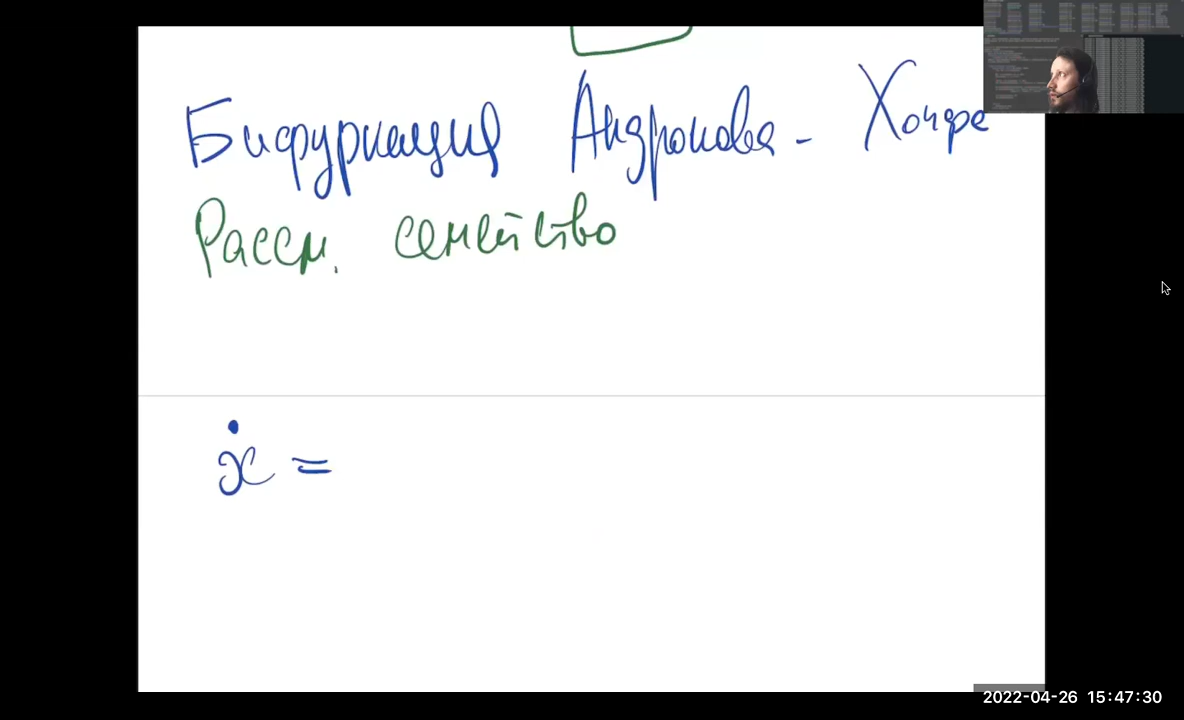 Бифуркация Андронова - Хопфа
Рассм. семейство
ẋ =
2022-04-26 15:47:30